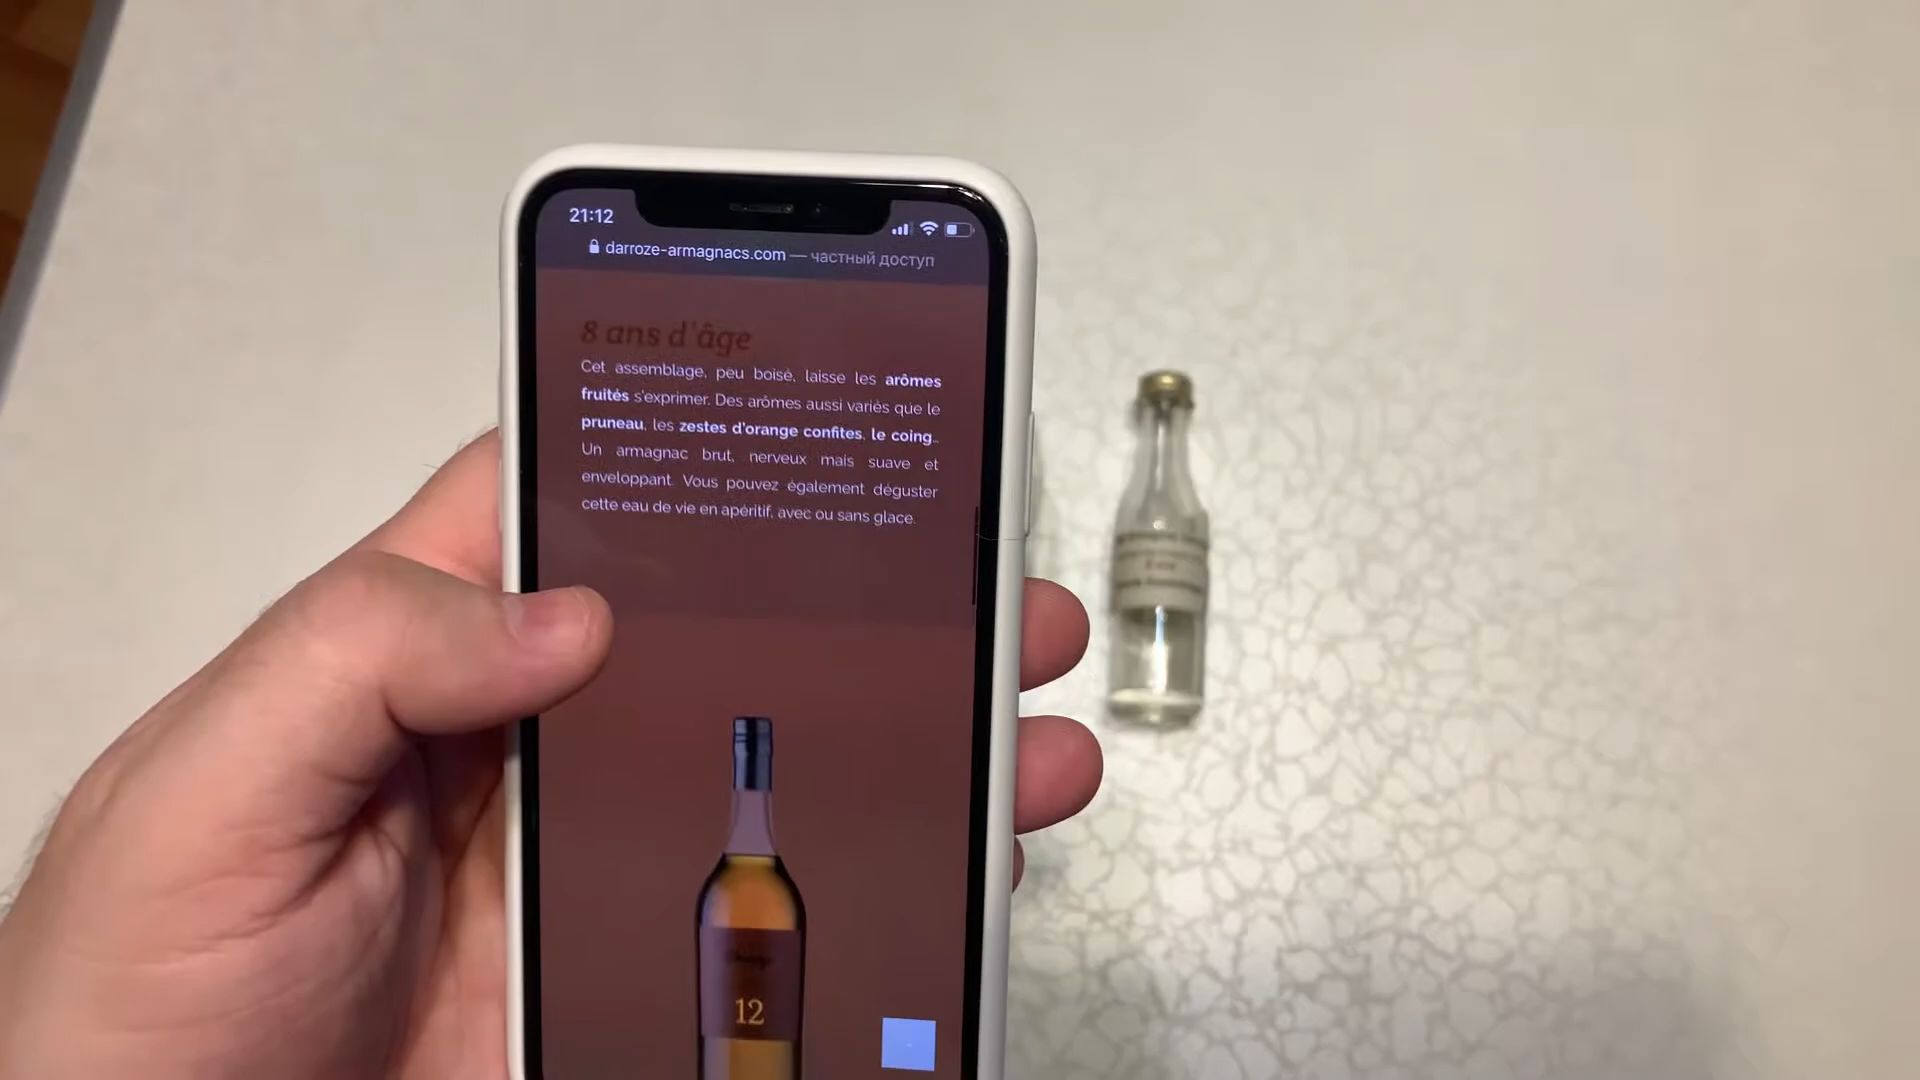 21:12
darroze-armagnacs.com — частный доступ
8 ans d'âge
Cet assemblage, peu boisé, laisse les arômes
fruités s'exprimer. Des arômes aussi variés que le
pruneau, les zestes d'orange confites, le coing…
Un armagnac brut, nerveux mais suave et
enveloppant. Vous pouvez également déguster
cette eau de vie en apéritif, avec ou sans glace.
12